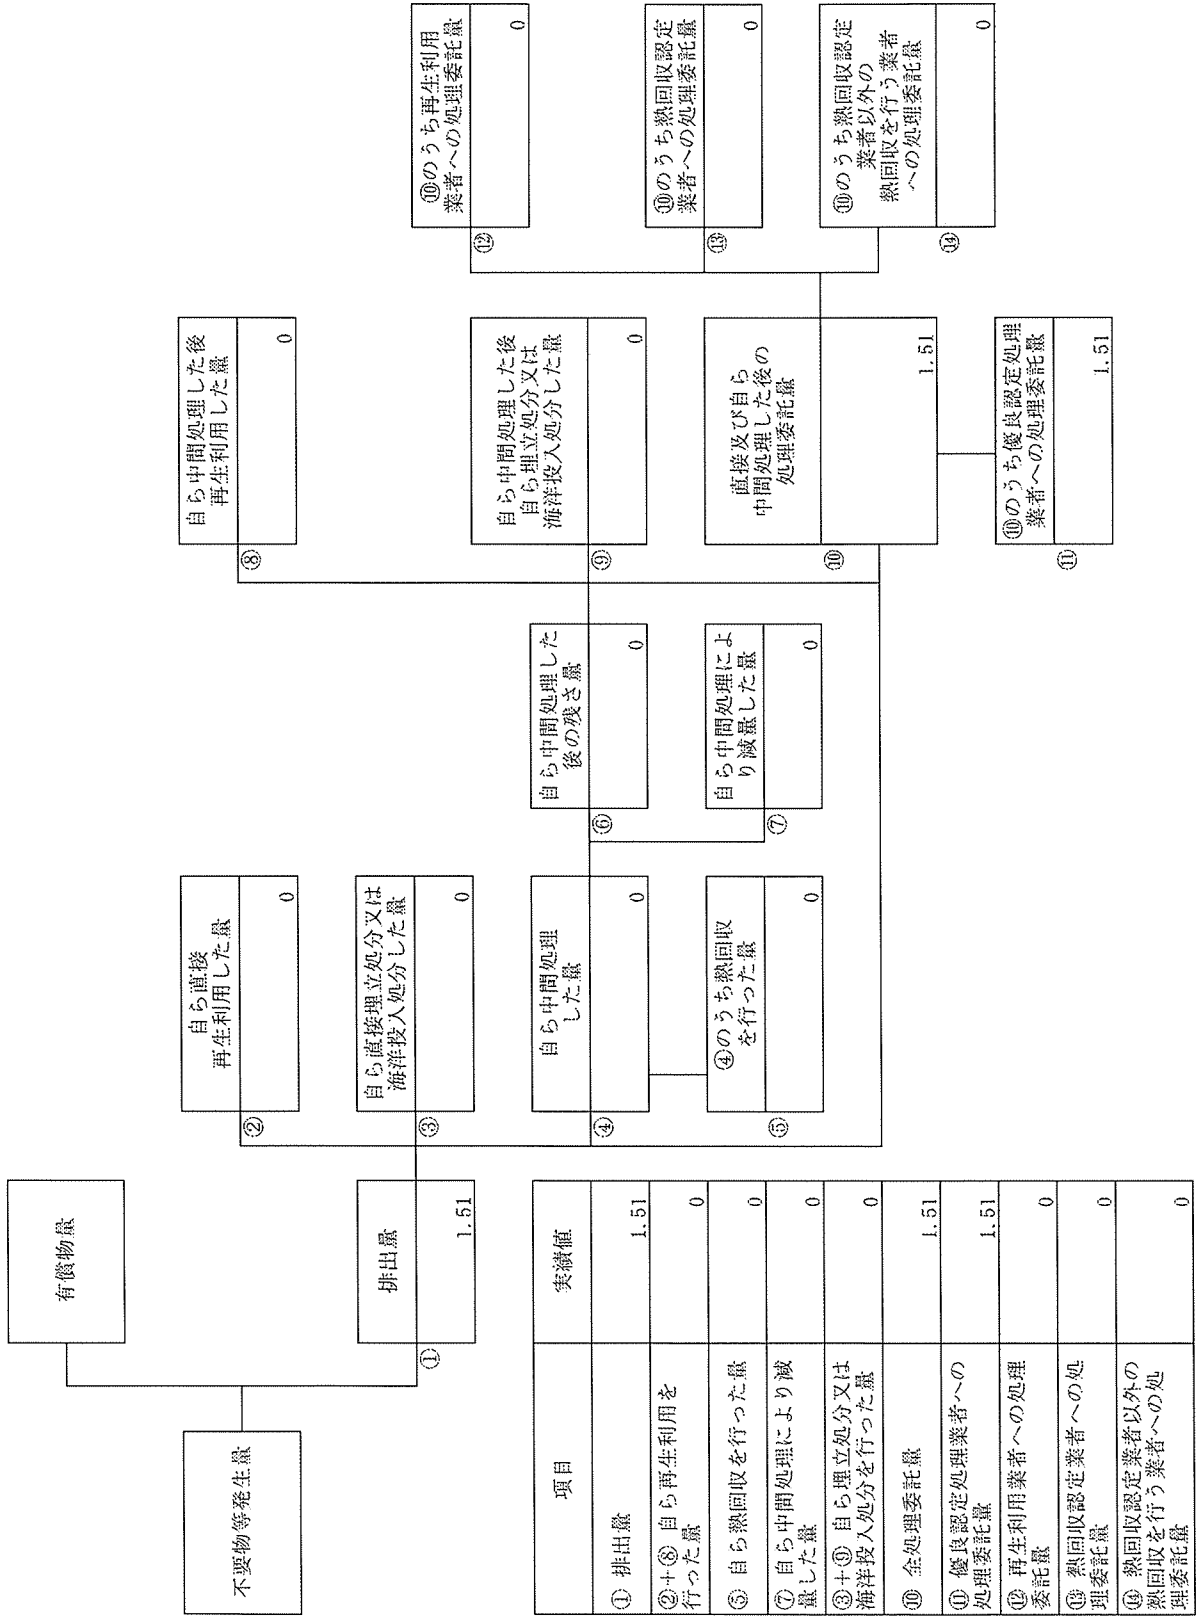 不要物等発生量
有償物量
排出量
①
1.51
自ら直接
再生利用した量
②
0
自ら直接埋立処分又は
海洋投入処分した量
③
0
自ら中間処理
した量
④
0
④のうち熱回収
を行った量
⑤
0
自ら中間処理した
後の残さ量
⑥
0
自ら中間処理によ
り減量した量
⑦
0
自ら中間処理した後
再生利用した量
⑧
0
自ら中間処理した後
自ら埋立処分又は
海洋投入処分した量
⑨
0
直接及び自ら
中間処理した後の
処理委託量
⑩
1.51
⑩のうち優良認定処理
業者への処理委託量
⑪
1.51
⑩のうち再生利用
業者への処理委託量
⑫
0
⑩のうち熱回収認定
業者への処理委託量
⑬
0
⑩のうち熱回収認定
業者以外の
熱回収を行う業者
への処理委託量
⑭
0
項目
実績値
① 排出量
1.51
②+⑧ 自ら再生利用を
行った量
0
⑤ 自ら熱回収を行った量
0
⑦ 自ら中間処理により減
量した量
0
③+⑨ 自ら埋立処分又は
海洋投入処分を行った量
0
⑩ 全処理委託量
1.51
⑪ 優良認定処理業者への
処理委託量
1.51
⑫ 再生利用業者への処理
委託量
0
⑬ 熱回収認定業者への処
理委託量
0
⑭ 熱回収認定業者以外の
熱回収を行う業者への処
理委託量
0